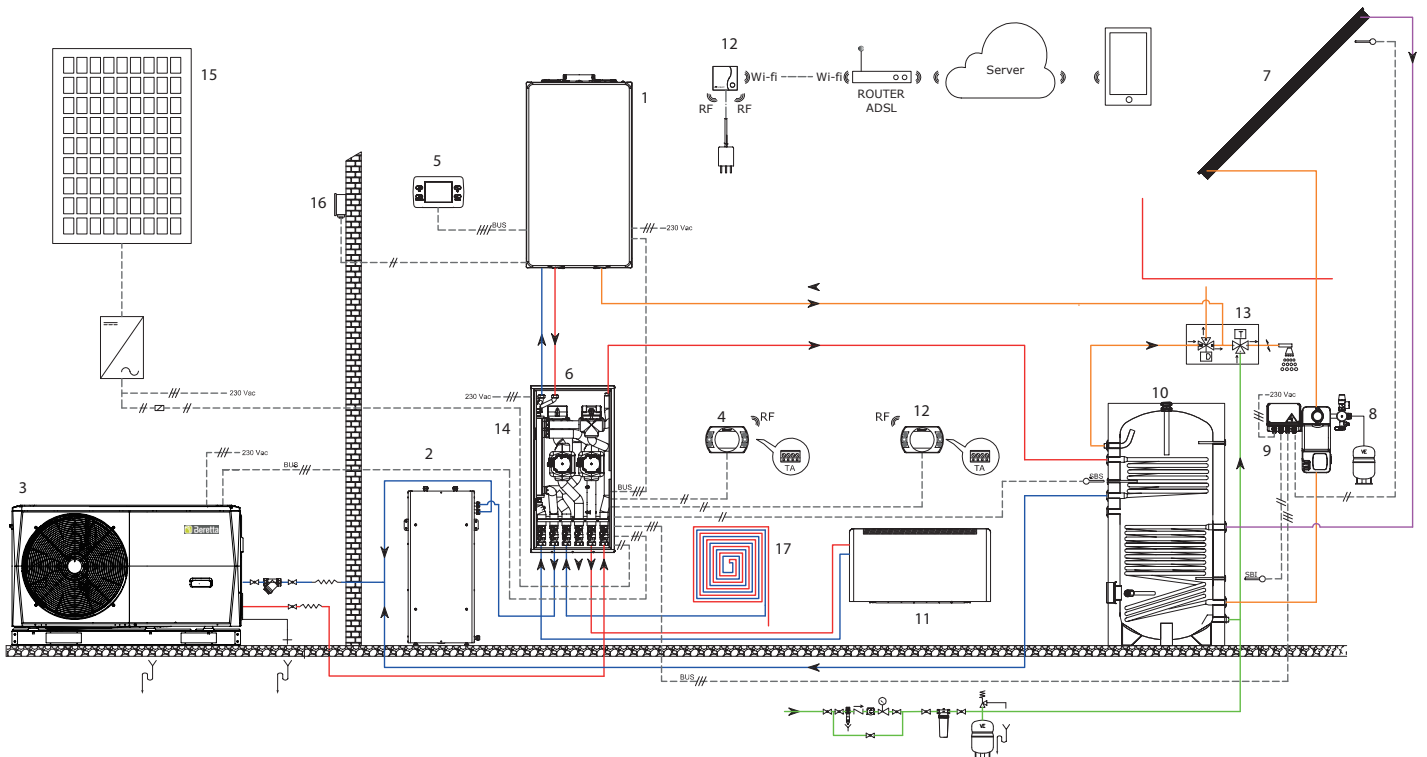 12
Wi-fi
Wi-fi
Server
RF
RF
ROUTER
ADSL
7
15
1
5
16
BUS
230 Vac
13
T
6
230 Vac
230 Vac
14
4
RF
TA
RF
12
TA
10
230 Vac
8
9
VE
2
230 Vac
BUS
BUS
SBS
3
Beretta
17
11
SBI
BUS
VE